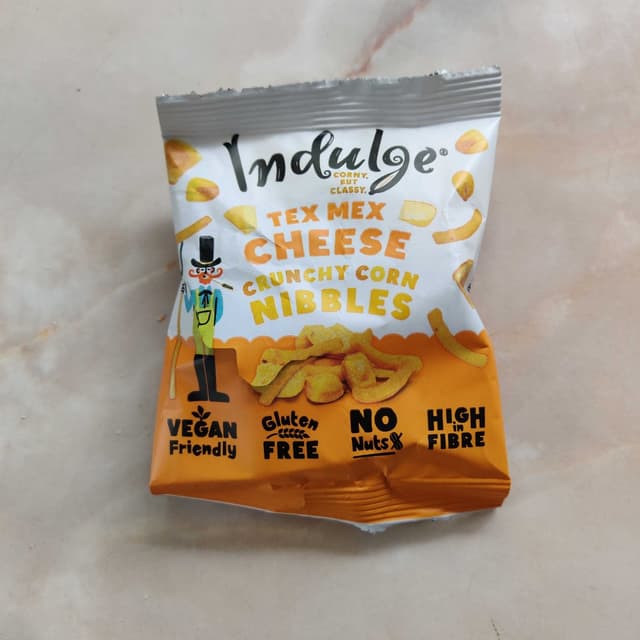 Indulge®
CORNY.
BUT
CLASSY.
TEX MEX
CHEESE
CRUNCHY CORN
NIBBLES
VEGAN
Friendly
Gluten
FREE
NO
Nuts
HIGH
in
FIBRE